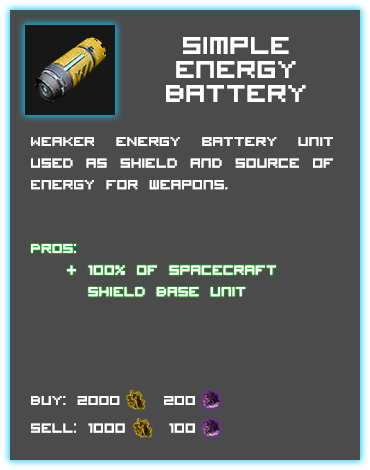 SIMPLE
ENERGY
BATTERY
WEAKER ENERGY BATTERY UNIT
USED AS SHIELD AND SOURCE OF
ENERGY FOR WEAPONS.
PROS:
+ 100% OF SPACECRAFT
SHIELD BASE UNIT
BUY: 2000 200
SELL: 1000 100